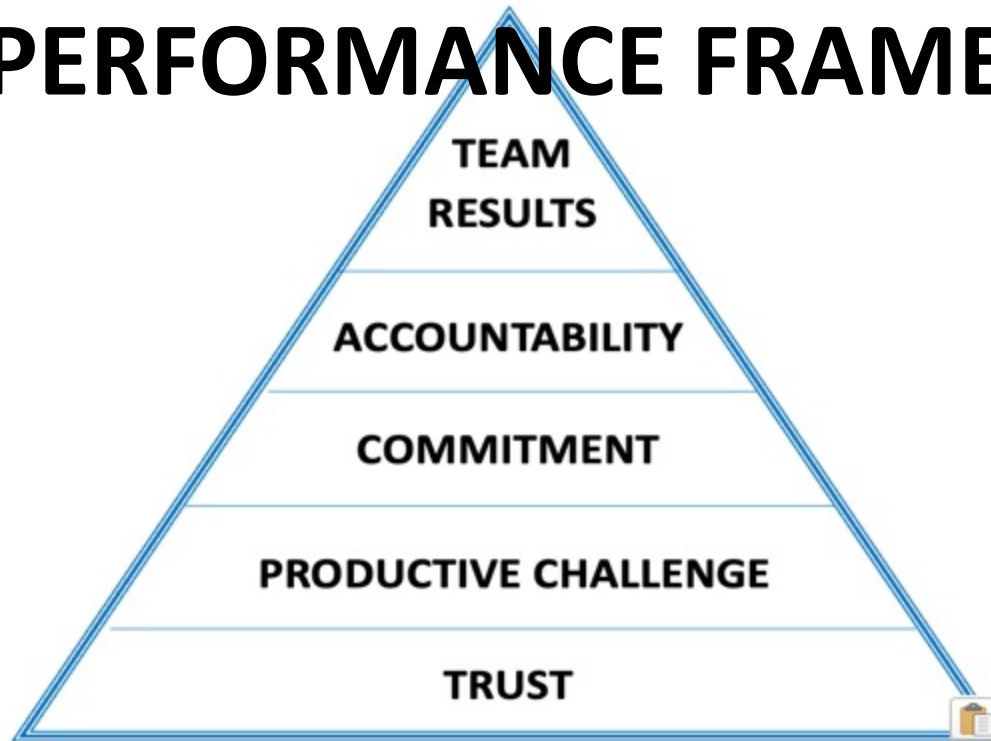 PERFORMANCE FRAME
TEAM
RESULTS
ACCOUNTABILITY
COMMITMENT
PRODUCTIVE CHALLENGE
TRUST